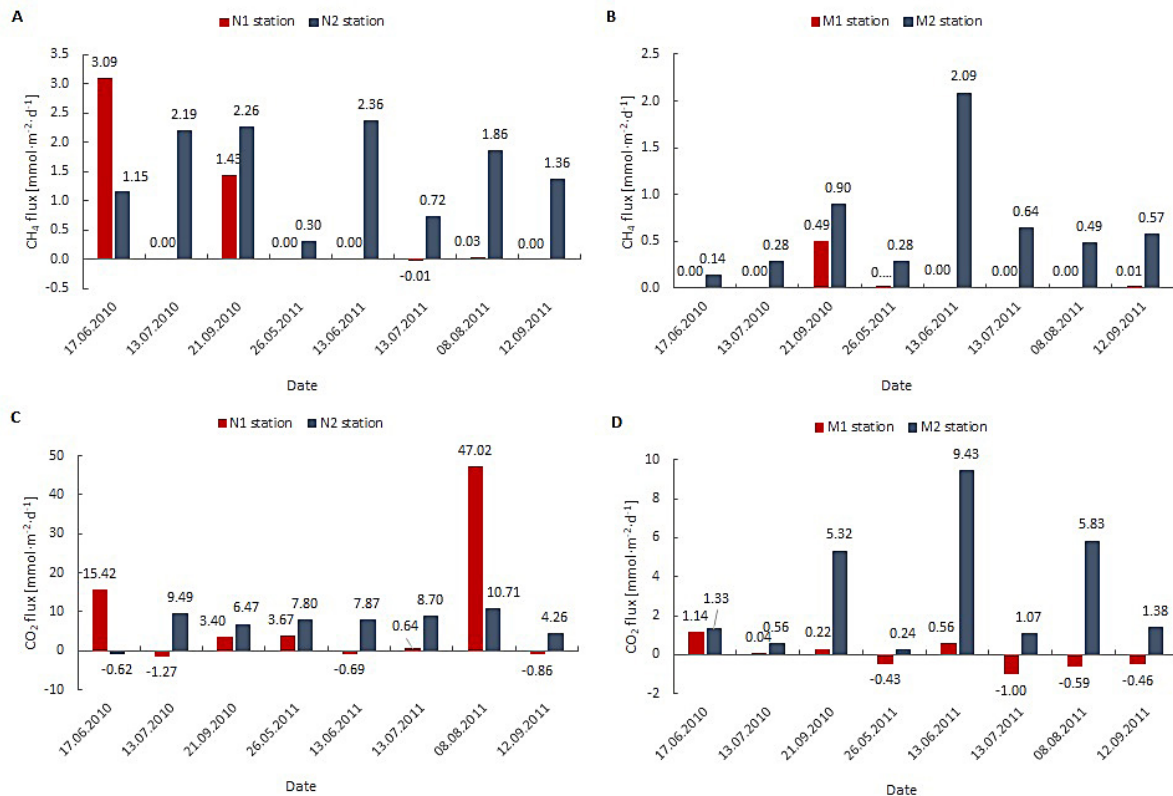 A
N1 station N2 station
CH₄ flux [mmol·m⁻²·d⁻¹]
3.5
3.0
2.5
2.0
1.5
1.0
0.5
0.0
-0.5
3.09 1.15 0.00 2.19 1.43 2.26 0.00 0.30 0.00 2.36 -0.01 0.72 0.03 1.86 0.00 1.36
17.06.2010 13.07.2010 21.09.2010 26.05.2011 13.06.2011 13.07.2011 08.08.2011 12.09.2011
Date
B
M1 station M2 station
CH₄ flux [mmol·m⁻²·d⁻¹]
2.5
2.0
1.5
1.0
0.5
0.0
0.00 0.14 0.00 0.28 0.49 0.90 0.... 0.28 0.00 2.09 0.00 0.64 0.00 0.49 0.01 0.57
17.06.2010 13.07.2010 21.09.2010 26.05.2011 13.06.2011 13.07.2011 08.08.2011 12.09.2011
Date
C
N1 station N2 station
CO₂ flux [mmol·m⁻²·d⁻¹]
50
40
30
20
10
0
-10
15.42 -0.62 -1.27 9.49 3.40 6.47 3.67 7.80 -0.69 7.87 0.64 8.70 47.02 10.71 -0.86 4.26
17.06.2010 13.07.2010 21.09.2010 26.05.2011 13.06.2011 13.07.2011 08.08.2011 12.09.2011
Date
D
M1 station M2 station
CO₂ flux [mmol·m⁻²·d⁻¹]
10
8
6
4
2
0
-2
1.14 1.33 0.04 0.56 0.22 5.32 -0.43 0.24 0.56 9.43 -1.00 1.07 -0.59 5.83 -0.46 1.38
17.06.2010 13.07.2010 21.09.2010 26.05.2011 13.06.2011 13.07.2011 08.08.2011 12.09.2011
Date